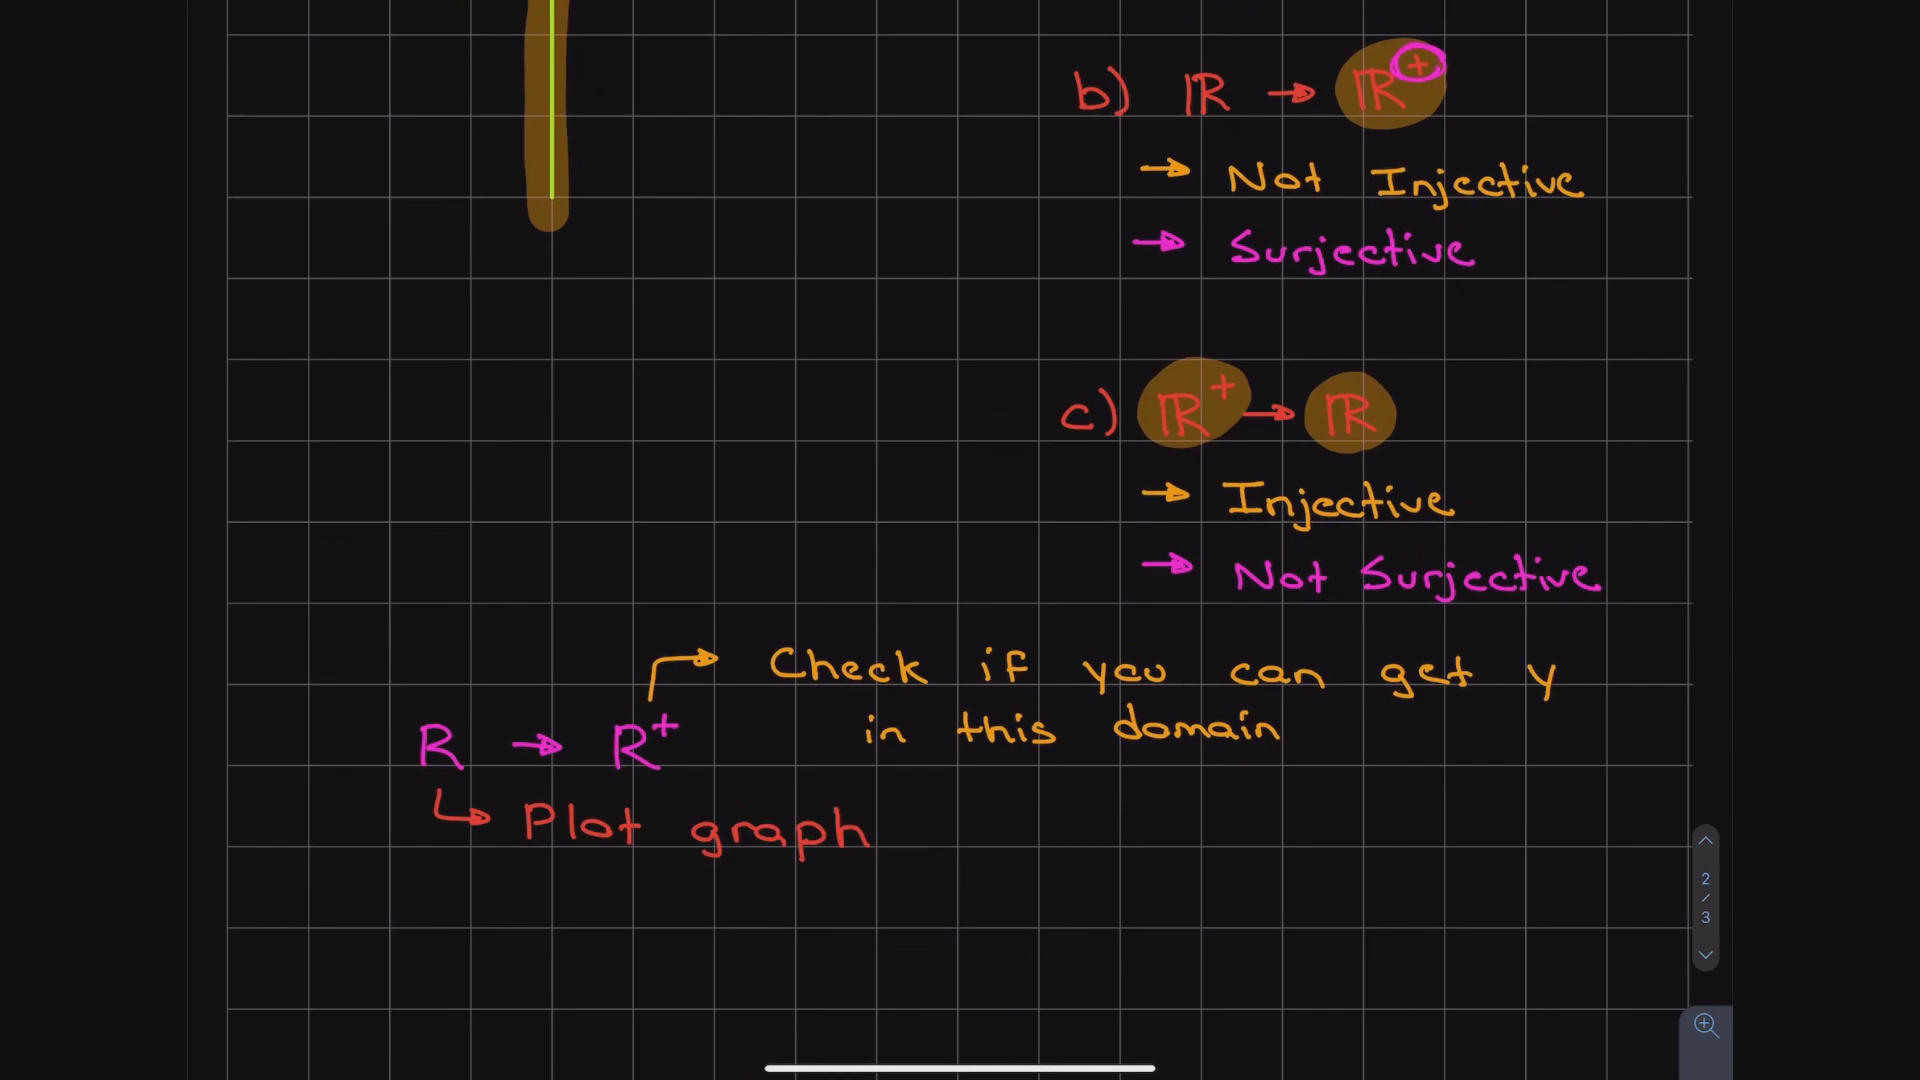 b) ℝ → ℝ⁺
→ Not Injective
→ Surjective
c) ℝ⁺ → ℝ
→ Injective
→ Not Surjective
Check if you can get y
in this domain
R → R⁺
Plot graph
2
/
3